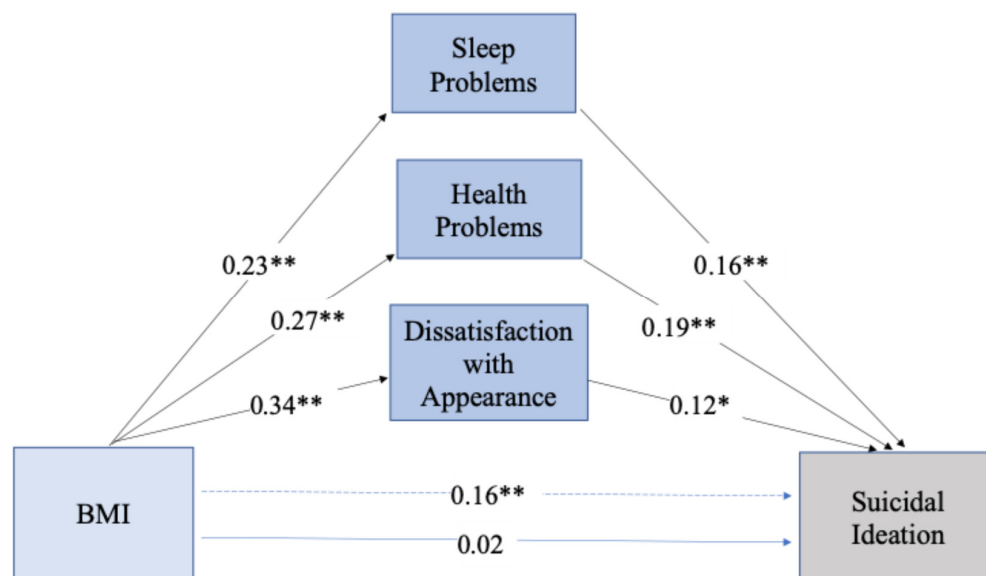 Sleep
Problems
Health
Problems
0.23**
0.16**
0.27**
0.19**
Dissatisfaction
with
Appearance
0.34**
0.12*
BMI
0.16**
0.02
Suicidal
Ideation